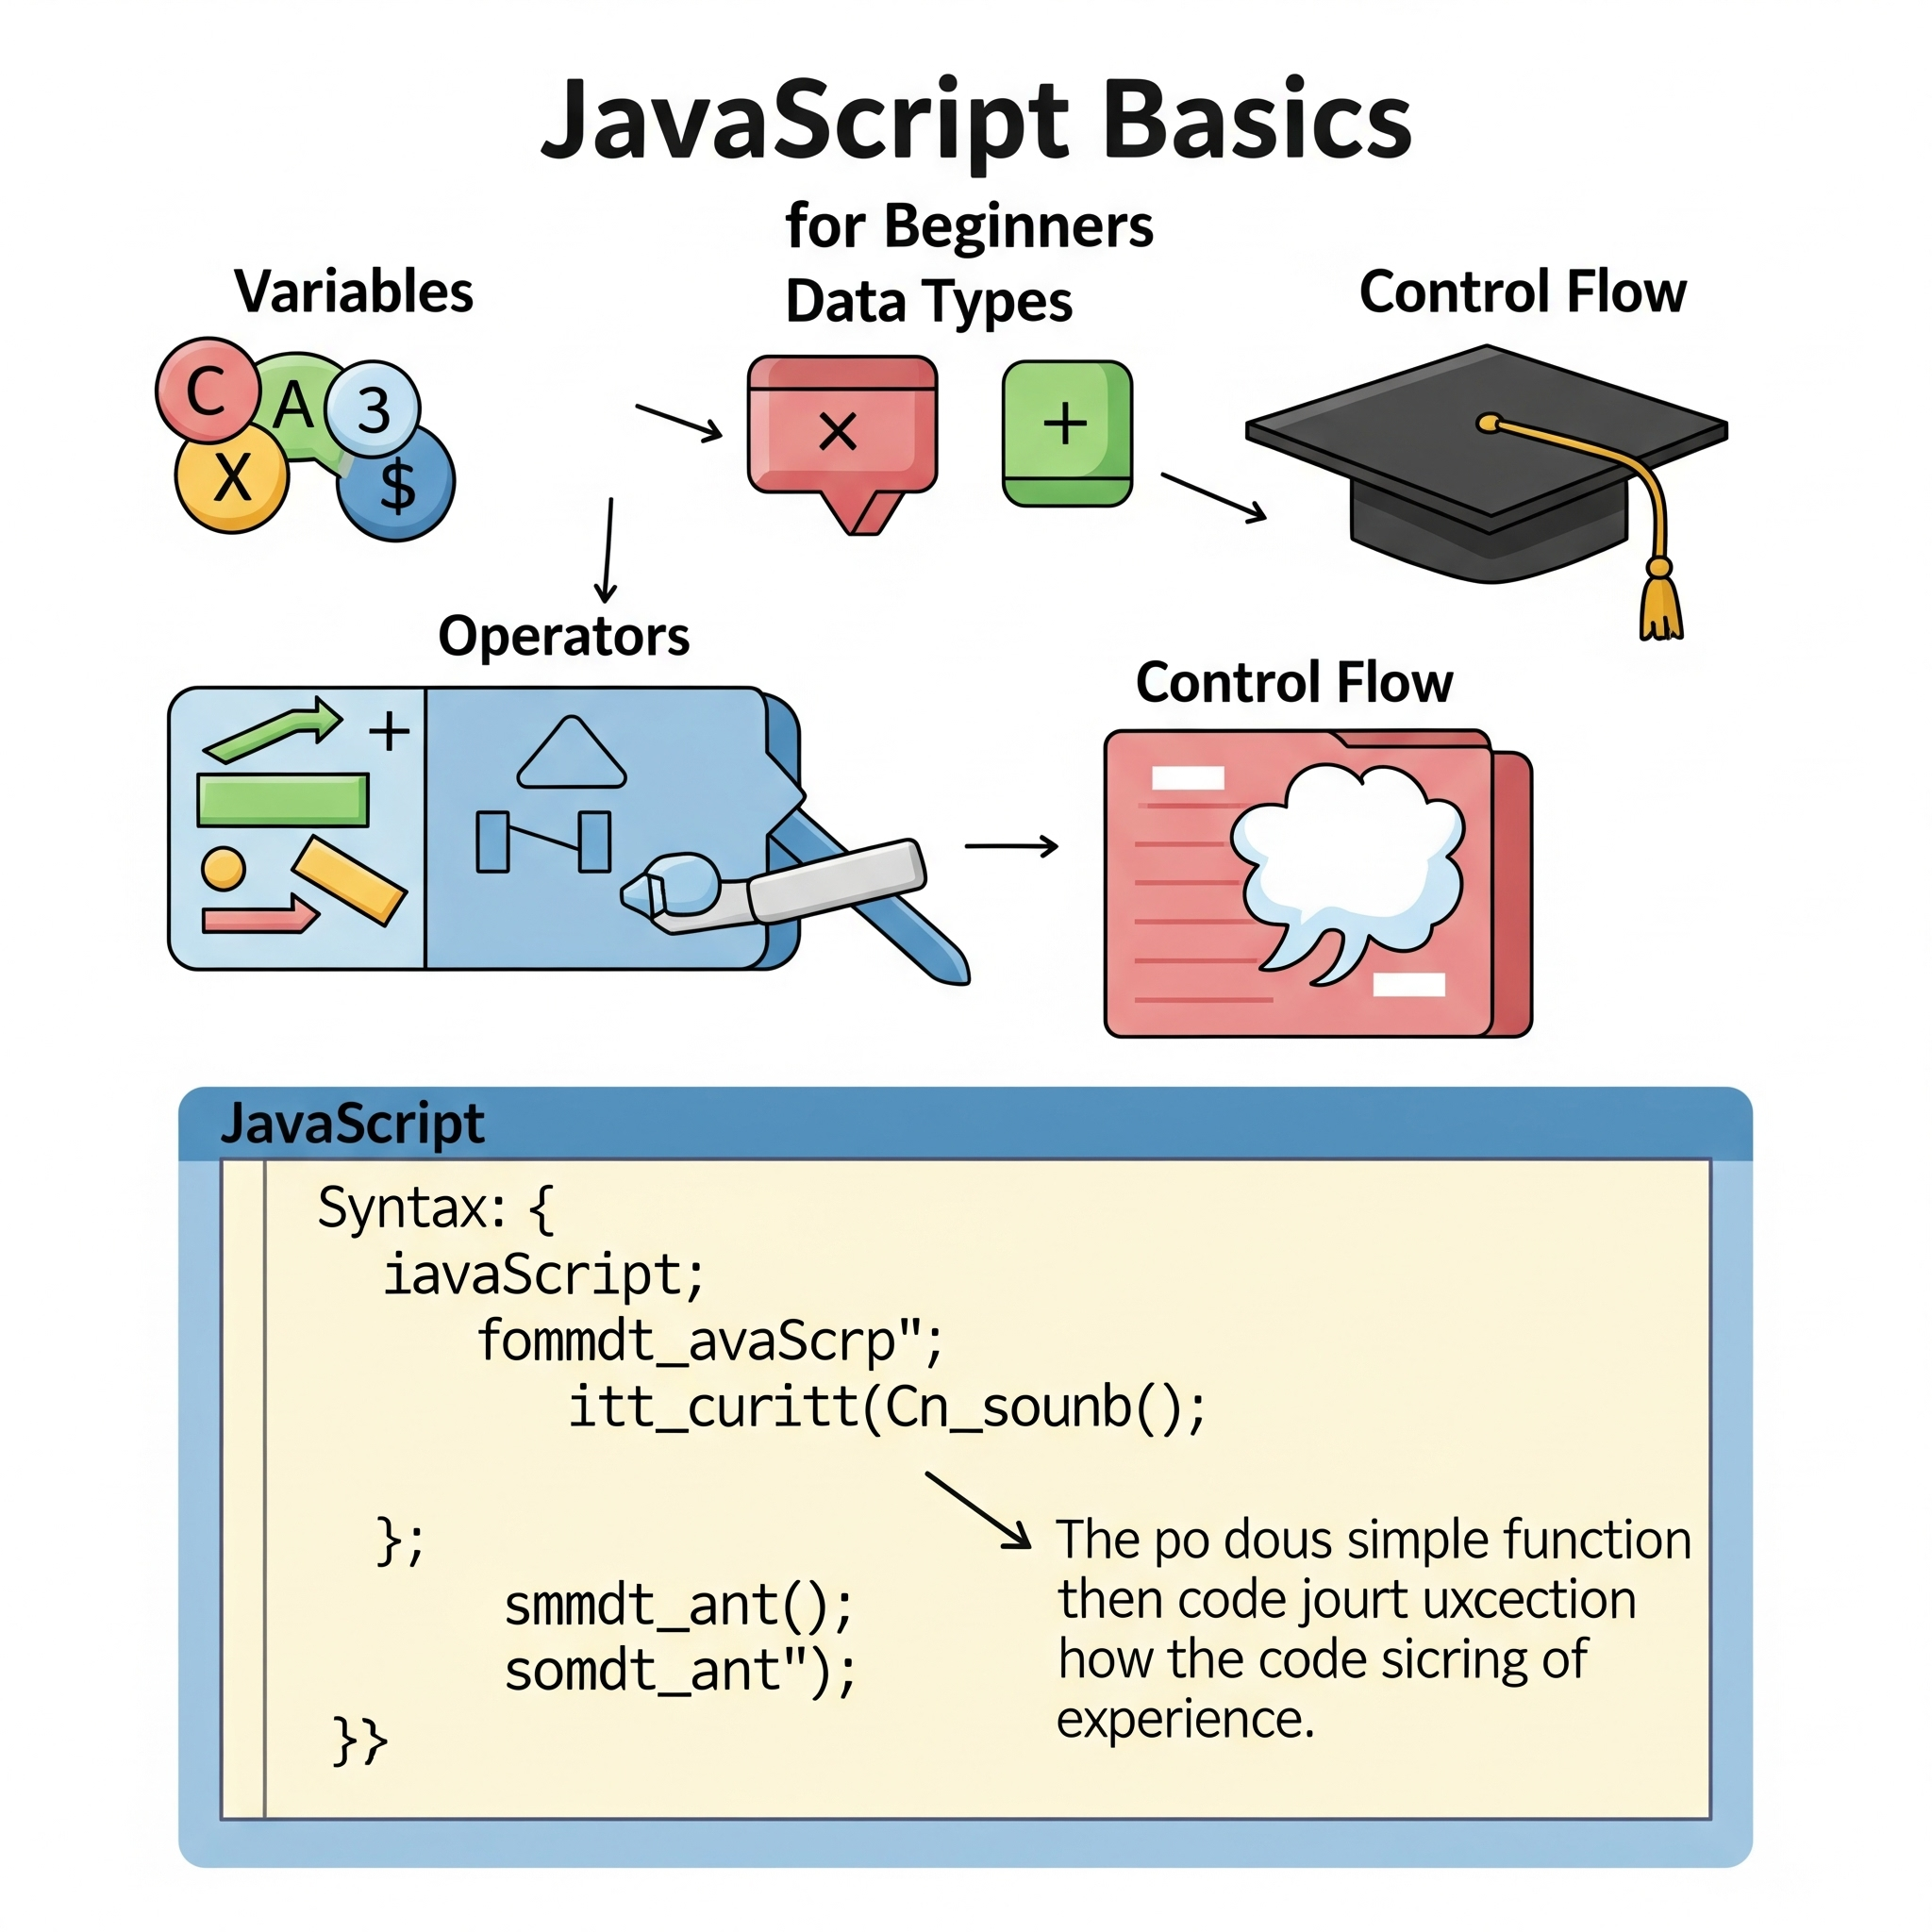 JavaScript Basics
for Beginners
Variables
Data Types
Control Flow
C A 3
X $
×
+
Operators
+
Control Flow
JavaScript
Syntax: {
iavaScript;
fommdt_avaScrp";
itt_curitt(Cn_sounb();
};
smmdt_ant();
somdt_ant");
}}
The po dous simple function
then code jourt uxcection
how the code sicring of
experience.